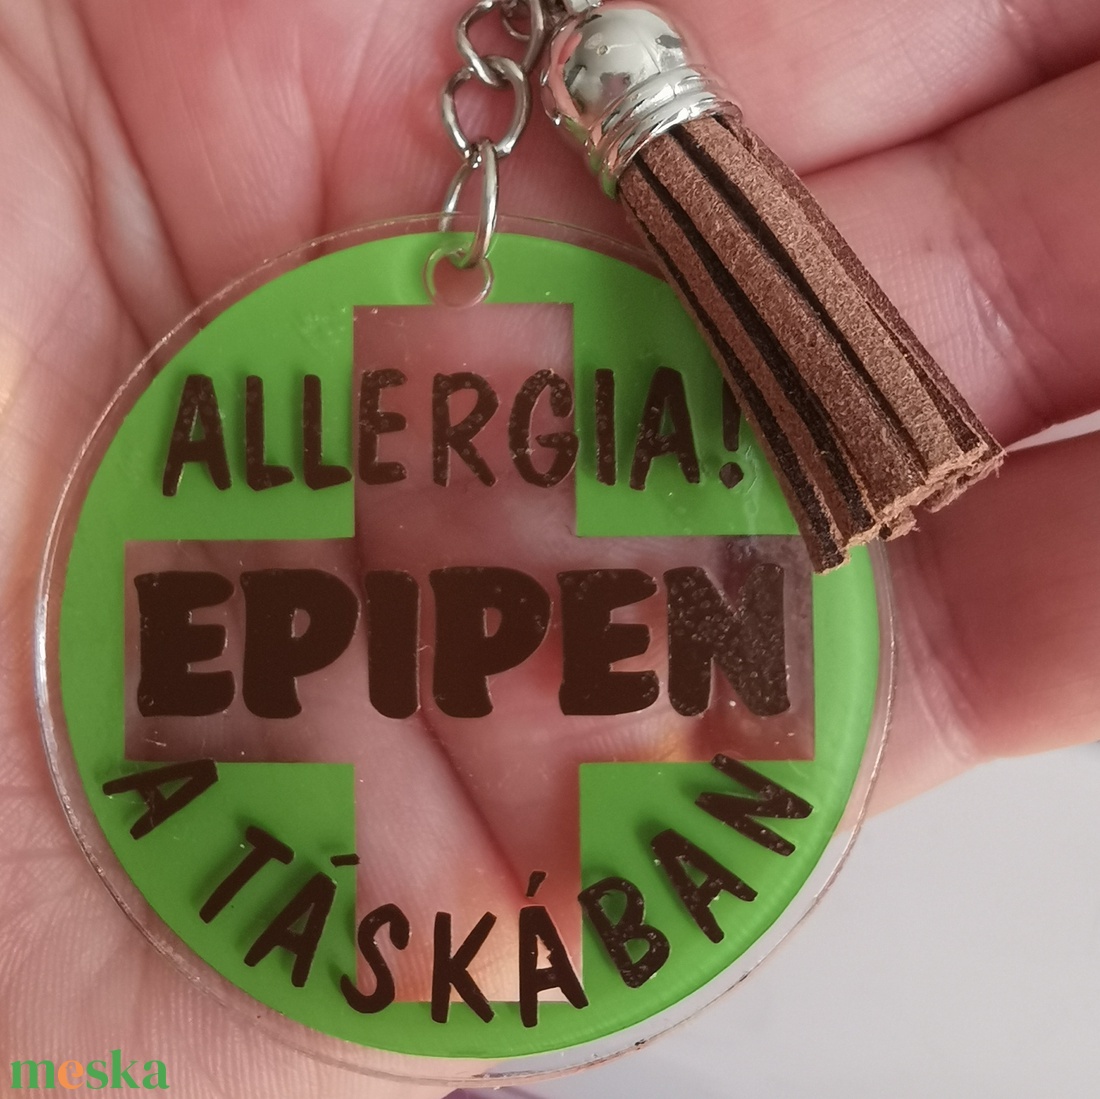 ALLERGIA!
EPIPEN
A TÁSKÁBAN
meska